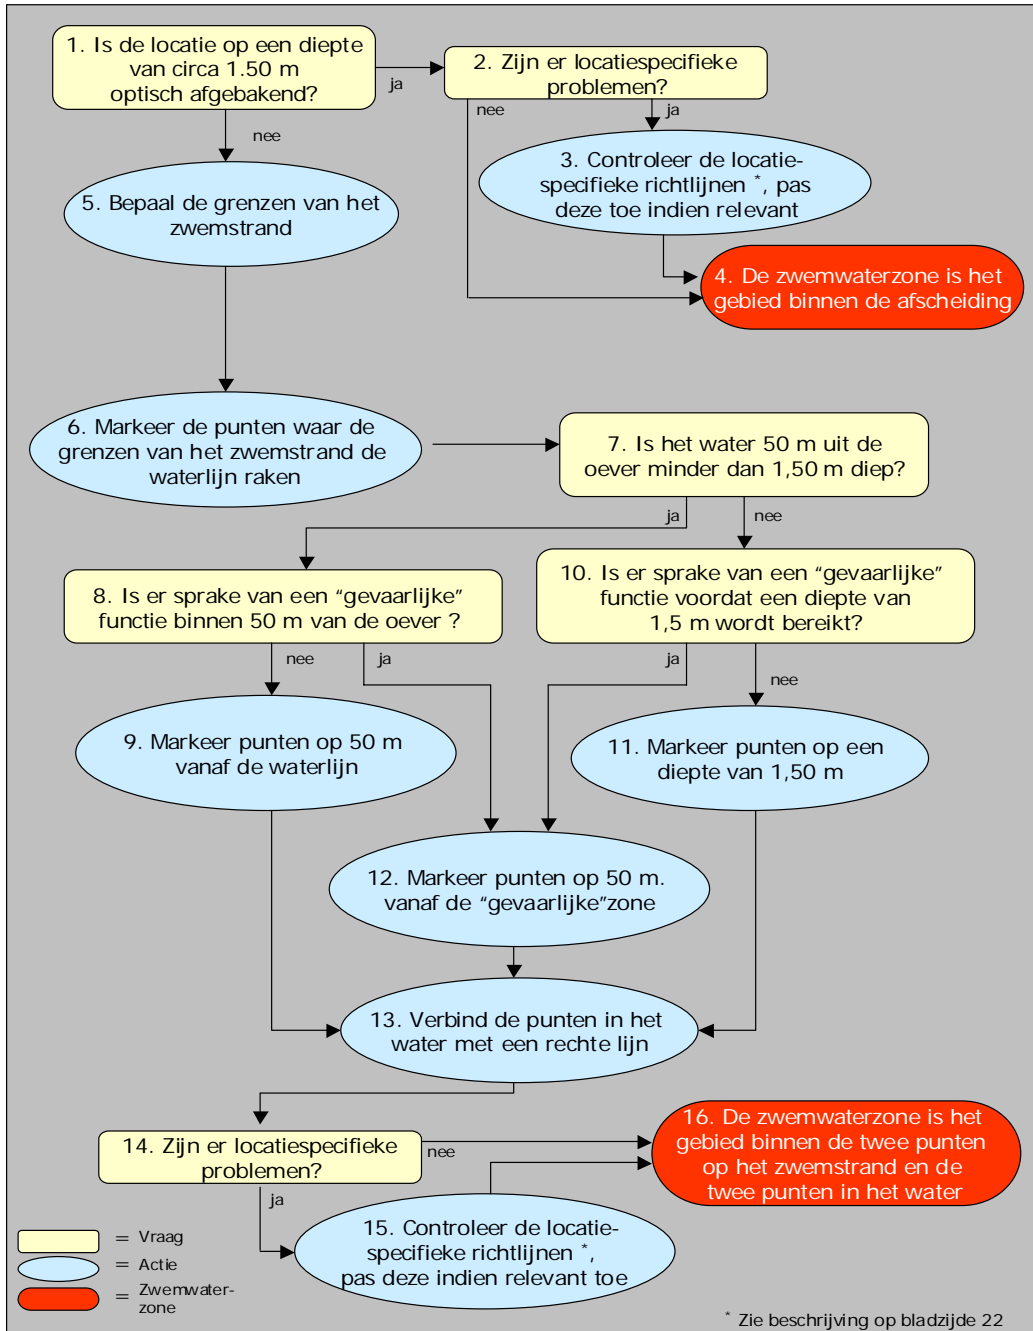 1. Is de locatie op een diepte
van circa 1.50 m
optisch afgebakend?
ja
nee
2. Zijn er locatiespecifieke
problemen?
nee
ja
3. Controleer de locatie-
specifieke richtlijnen *, pas
deze toe indien relevant
4. De zwemwaterzone is het
gebied binnen de afscheiding
5. Bepaal de grenzen van het
zwemstrand
6. Markeer de punten waar de
grenzen van het zwemstrand de
waterlijn raken
7. Is het water 50 m uit de
oever minder dan 1,50 m diep?
ja
nee
8. Is er sprake van een “gevaarlijke”
functie binnen 50 m van de oever ?
nee
ja
10. Is er sprake van een “gevaarlijke”
functie voordat een diepte van
1,5 m wordt bereikt?
ja
nee
9. Markeer punten op 50 m
vanaf de waterlijn
11. Markeer punten op een
diepte van 1,50 m
12. Markeer punten op 50 m.
vanaf de “gevaarlijke”zone
13. Verbind de punten in het
water met een rechte lijn
14. Zijn er locatiespecifieke
problemen?
nee
ja
15. Controleer de locatie-
specifieke richtlijnen *,
pas deze indien relevant toe
16. De zwemwaterzone is het
gebied binnen de twee punten
op het zwemstrand en de
twee punten in het water
= Vraag
= Actie
= Zwemwater-
zone
* Zie beschrijving op bladzijde 22